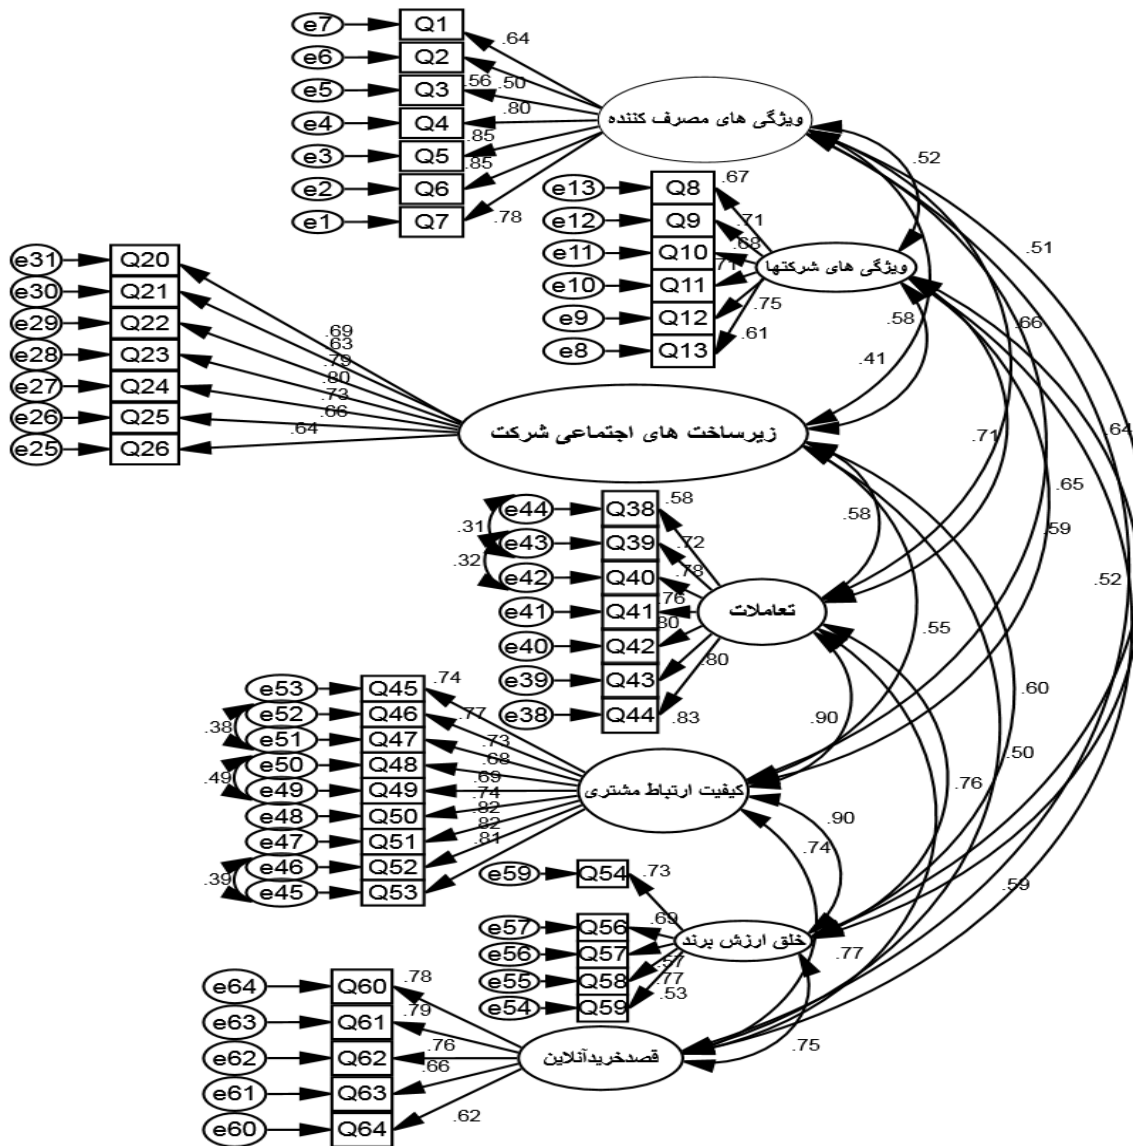 e7 Q1 .64
e6 Q2 .50
e5 Q3 .56
e4 Q4 .80
e3 Q5 .85
e2 Q6 .85
e1 Q7 .78
ویژگی های مصرف کننده
.52
e13 Q8 .67
e12 Q9 .71
e11 Q10 .68
e10 Q11 .71
e9 Q12 .75
e8 Q13 .61
ویژگی های شرکتها
.51
.66
.58
.41
e31 Q20 .69
e30 Q21 .63
e29 Q22 .79
e28 Q23 .80
e27 Q24 .73
e26 Q25 .66
e25 Q26 .64
زیرساخت های اجتماعی شرکت
.64
.71
.65
.59
.58
e44 Q38 .58
.31
e43 Q39 .72
.32
e42 Q40 .78
e41 Q41 .76
e40 Q42 .80
e39 Q43 .80
e38 Q44 .83
تعاملات
.52
.55
.60
.90
.50
.76
e53 Q45 .74
e52 Q46 .77
.38
e51 Q47 .73
e50 Q48 .68
.49
e49 Q49 .69
e48 Q50 .74
e47 Q51 .82
e46 Q52 .82
.39
e45 Q53 .81
کیفیت ارتباط مشتری
.90
.74
.59
e59 Q54 .73
e57 Q56 .69
e56 Q57 .57
e55 Q58 .77
e54 Q59 .53
خلق ارزش برند
.77
.75
e64 Q60 .78
e63 Q61 .79
e62 Q62 .76
e61 Q63 .66
e60 Q64 .62
قصدخریدآنلاین